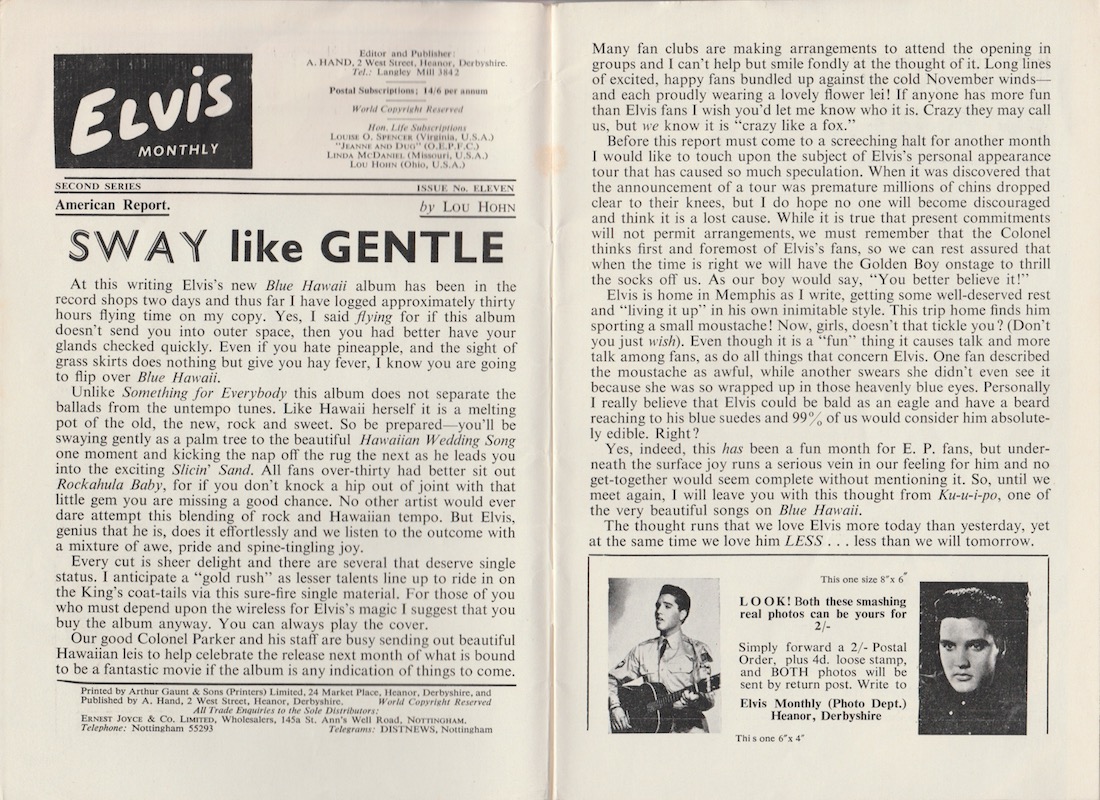 ELVIS
MONTHLY
Editor and Publisher:
A. HAND, 2 West Street, Heanor, Derbyshire.
Tel.: Langley Mill 3842
Postal Subscriptions; 14/6 per annum
World Copyright Reserved
Hon. Life Subscriptions
LOUISE O. SPENCER (Virginia, U.S.A.)
"JEANNE AND DUG" (O.E.P.F.C.)
LINDA MCDANIEL (Missouri, U.S.A.)
LOU HOHN (Ohio, U.S.A.)
SECOND SERIES ISSUE No. ELEVEN
American Report. by LOU HOHN
SWAY like GENTLE
At this writing Elvis's new Blue Hawaii album has been in the
record shops two days and thus far I have logged approximately thirty
hours flying time on my copy. Yes, I said flying for if this album
doesn't send you into outer space, then you had better have your
glands checked quickly. Even if you hate pineapple, and the sight of
grass skirts does nothing but give you hay fever, I know you are going
to flip over Blue Hawaii.
Unlike Something for Everybody this album does not separate the
ballads from the untempo tunes. Like Hawaii herself it is a melting
pot of the old, the new, rock and sweet. So be prepared—you'll be
swaying gently as a palm tree to the beautiful Hawaiian Wedding Song
one moment and kicking the nap off the rug the next as he leads you
into the exciting Slicin' Sand. All fans over-thirty had better sit out
Rockahula Baby, for if you don't knock a hip out of joint with that
little gem you are missing a good chance. No other artist would ever
dare attempt this blending of rock and Hawaiian tempo. But Elvis,
genius that he is, does it effortlessly and we listen to the outcome with
a mixture of awe, pride and spine-tingling joy.
Every cut is sheer delight and there are several that deserve single
status. I anticipate a "gold rush" as lesser talents line up to ride in on
the King's coat-tails via this sure-fire single material. For those of you
who must depend upon the wireless for Elvis's magic I suggest that you
buy the album anyway. You can always play the cover.
Our good Colonel Parker and his staff are busy sending out beautiful
Hawaiian leis to help celebrate the release next month of what is bound
to be a fantastic movie if the album is any indication of things to come.
Printed by Arthur Gaunt & Sons (Printers) Limited, 24 Market Place, Heanor, Derbyshire, and
Published by A. Hand, 2 West Street, Heanor, Derbyshire. World Copyright Reserved
All Trade Enquiries to the Sole Distributors:
ERNEST JOYCE & CO. LIMITED, Wholesalers, 145a St. Ann's Well Road, NOTTINGHAM.
Telephone: Nottingham 55293 Telegrams: DISTNEWS, Nottingham
Many fan clubs are making arrangements to attend the opening in
groups and I can't help but smile fondly at the thought of it. Long lines
of excited, happy fans bundled up against the cold November winds—
and each proudly wearing a lovely flower lei! If anyone has more fun
than Elvis fans I wish you'd let me know who it is. Crazy they may call
us, but we know it is "crazy like a fox."
Before this report must come to a screeching halt for another month
I would like to touch upon the subject of Elvis's personal appearance
tour that has caused so much speculation. When it was discovered that
the announcement of a tour was premature millions of chins dropped
clear to their knees, but I do hope no one will become discouraged
and think it is a lost cause. While it is true that present commitments
will not permit arrangements, we must remember that the Colonel
thinks first and foremost of Elvis's fans, so we can rest assured that
when the time is right we will have the Golden Boy onstage to thrill
the socks off us. As our boy would say, "You better believe it!"
Elvis is home in Memphis as I write, getting some well-deserved rest
and "living it up" in his own inimitable style. This trip home finds him
sporting a small moustache! Now, girls, doesn't that tickle you? (Don't
you just wish). Even though it is a "fun" thing it causes talk and more
talk among fans, as do all things that concern Elvis. One fan described
the moustache as awful, while another swears she didn't even see it
because she was so wrapped up in those heavenly blue eyes. Personally
I really believe that Elvis could be bald as an eagle and have a beard
reaching to his blue suedes and 99% of us would consider him absolute-
ly edible. Right?
Yes, indeed, this has been a fun month for E. P. fans, but under-
neath the surface joy runs a serious vein in our feeling for him and no
get-together would seem complete without mentioning it. So, until we
meet again, I will leave you with this thought from Ku-u-i-po, one of
the very beautiful songs on Blue Hawaii.
The thought runs that we love Elvis more today than yesterday, yet
at the same time we love him LESS . . . less than we will tomorrow.
This one size 8"x 6"
LOOK! Both these smashing
real photos can be yours for
2/-
Simply forward a 2/- Postal
Order, plus 4d. loose stamp,
and BOTH photos will be
sent by return post. Write to
Elvis Monthly (Photo Dept.)
Heanor, Derbyshire
Thi s one 6"x 4"